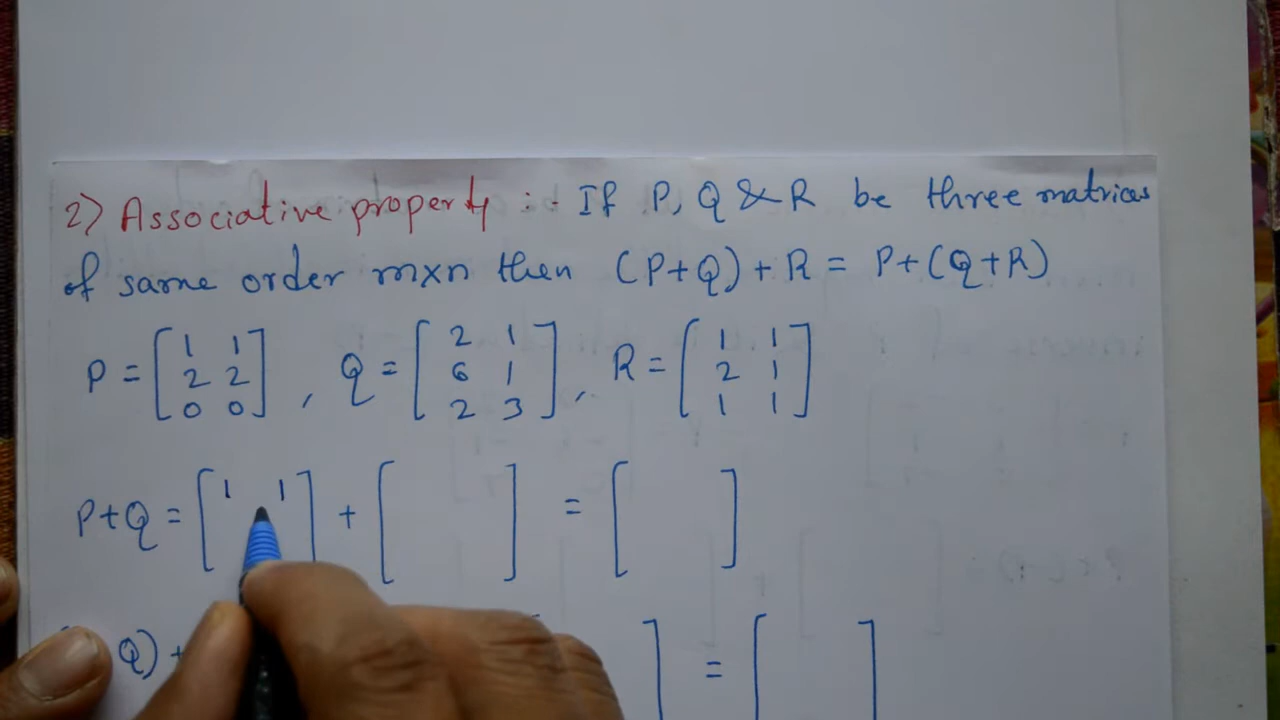 2) Associative property :- If P, Q & R be three matrices
of same order mxn then (P+Q) + R = P+(Q+R)
P = [1 1 2 2 0 0], Q = [2 1 6 1 2 3], R = [1 1 2 1 1 1]
P+Q = [1 1 ] + [ ] = [ ]
Q) + ] = [ ]